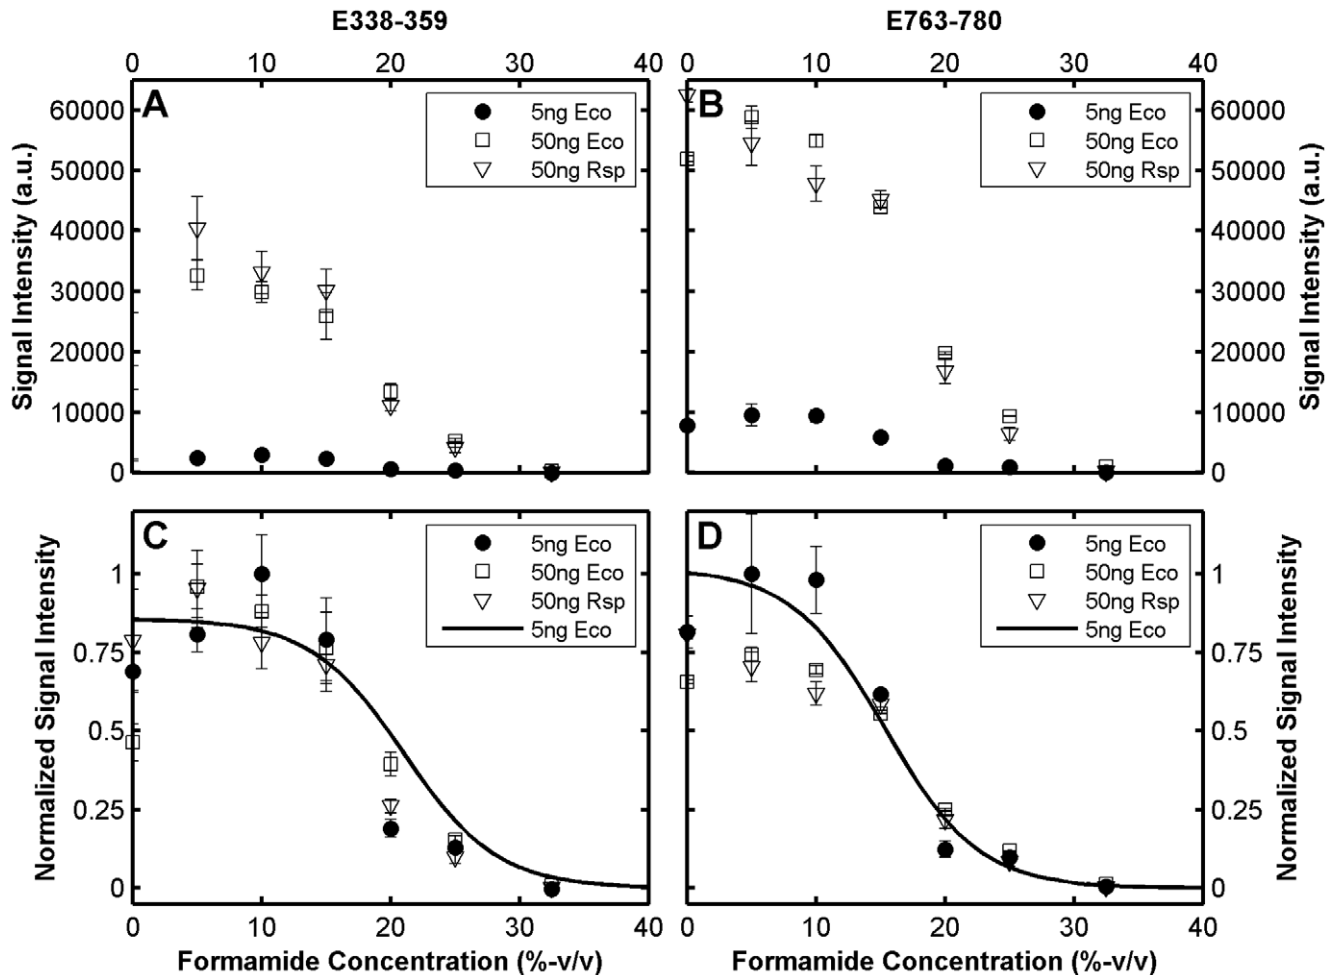 E338-359 E763-780
0 10 20 30 40 0 10 20 30 40
A
60000
50000
40000
30000
20000
10000
0
Signal Intensity (a.u.)
5ng Eco
50ng Eco
50ng Rsp
B
5ng Eco
50ng Eco
50ng Rsp
60000
50000
40000
30000
20000
10000
0
Signal Intensity (a.u.)
C
1
0.75
0.5
0.25
0
Normalized Signal Intensity
5ng Eco
50ng Eco
50ng Rsp
5ng Eco
D
5ng Eco
50ng Eco
50ng Rsp
5ng Eco
1
0.75
0.5
0.25
0
Normalized Signal Intensity
0 10 20 30 40 0 10 20 30 40
Formamide Concentration (%-v/v) Formamide Concentration (%-v/v)